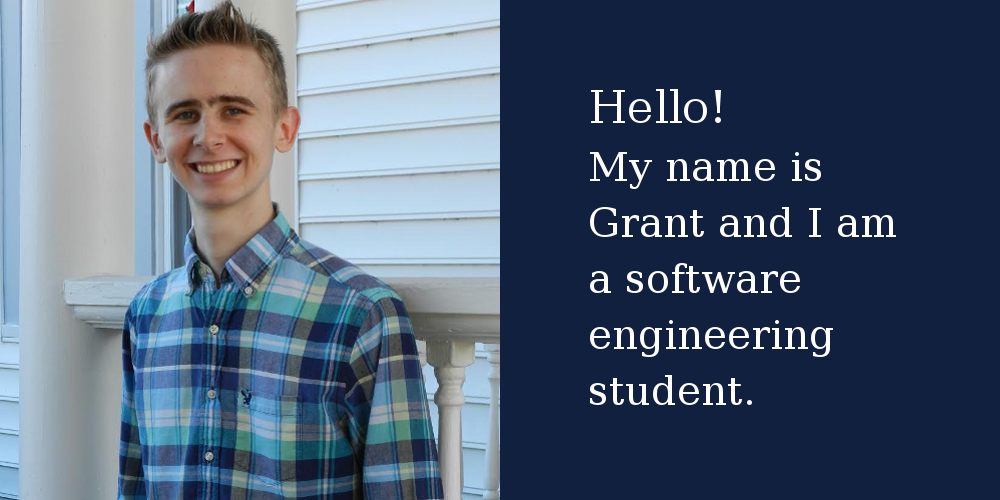 Hello!
My name is
Grant and I am
a software
engineering
student.